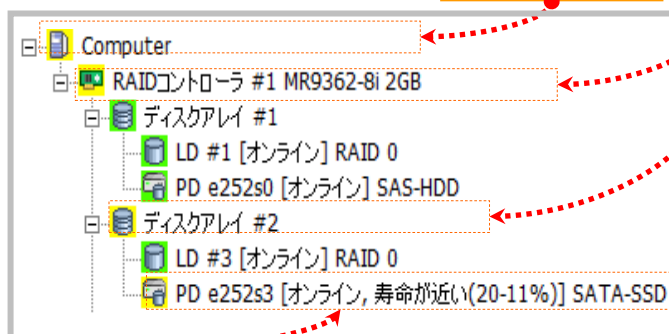 Computer
RAIDコントローラ #1 MR9362-8i 2GB
ディスクアレイ #1
LD #1 [オンライン] RAID 0
PD e252s0 [オンライン] SAS-HDD
ディスクアレイ #2
LD #3 [オンライン] RAID 0
PD e252s3 [オンライン, 寿命が近い(20-11%)] SATA-SSD